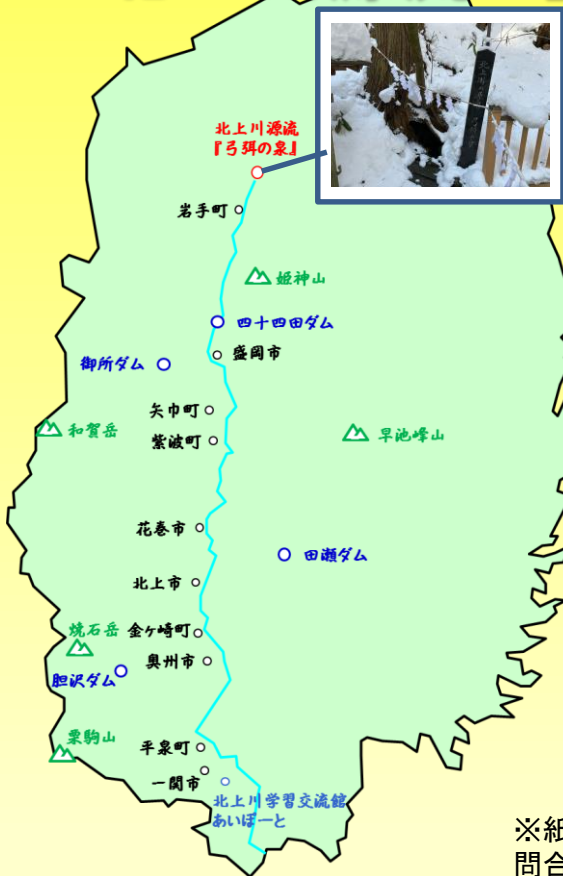 北上川源流
『弓弭の泉』
岩手町
姫神山
四十四田ダム
盛岡市
御所ダム
矢巾町
和賀岳
早池峰山
紫波町
花巻市
田瀬ダム
北上市
焼石岳
金ヶ崎町
奥州市
胆沢ダム
栗駒山
平泉町
一関市
北上川学習交流館
あいぽーと
※紙
問合